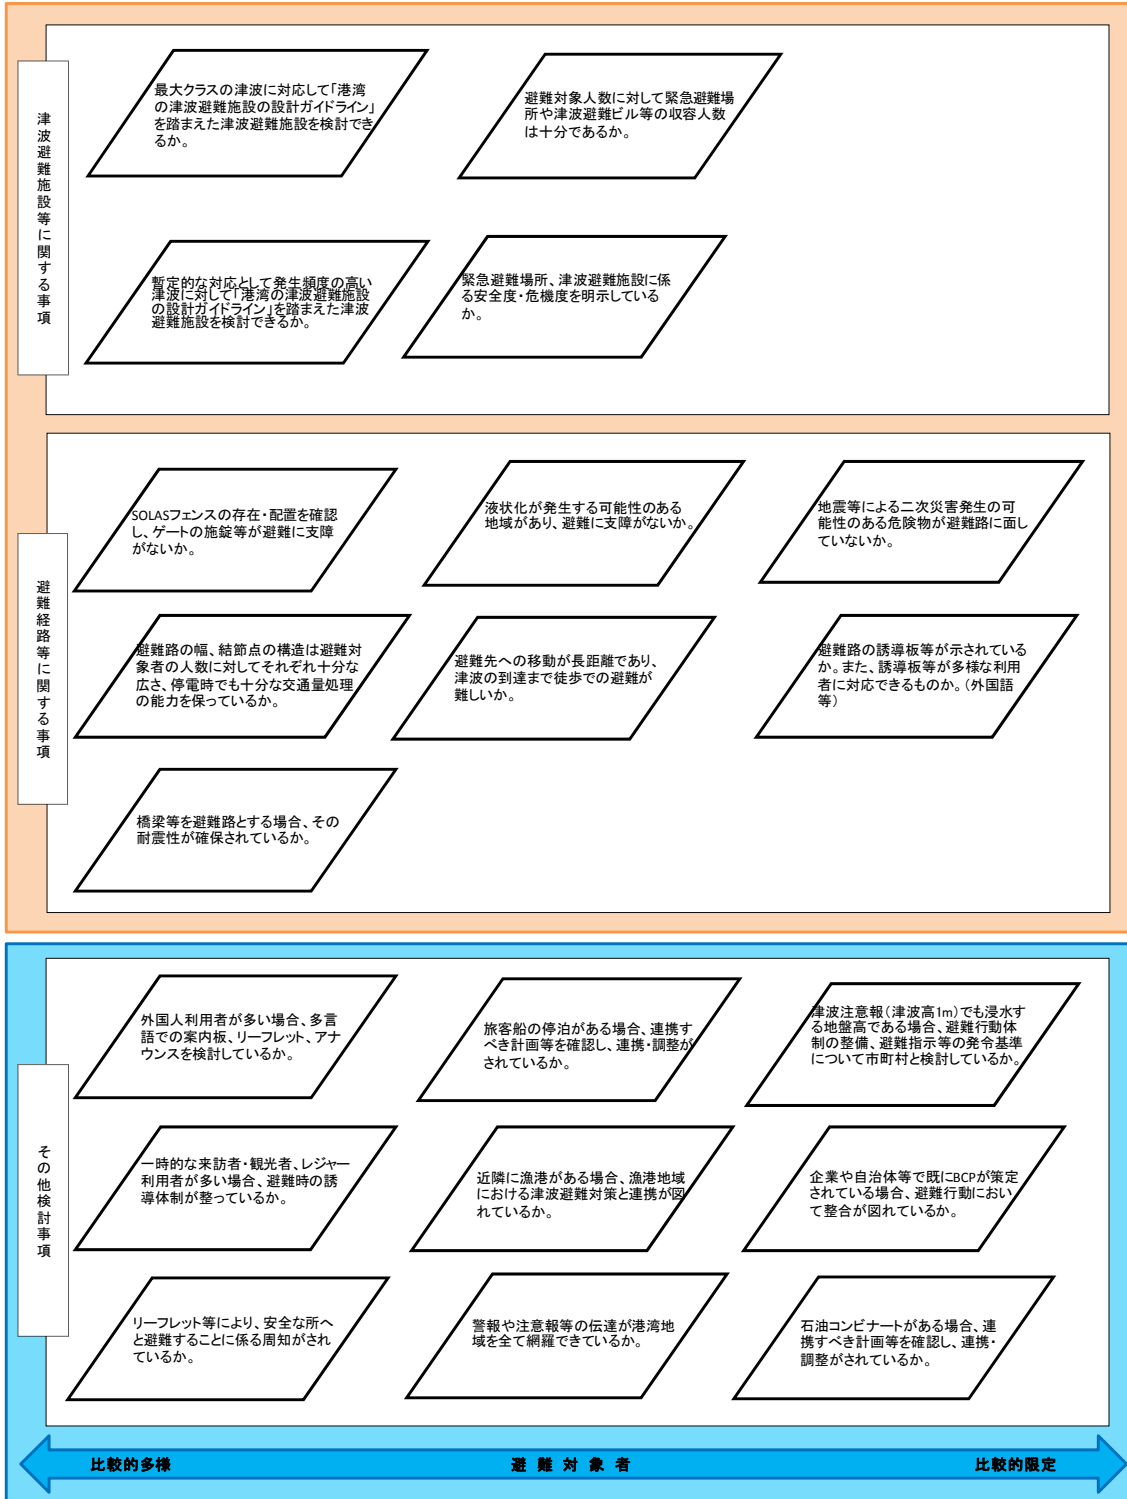 津波避難施設等に関する事項
最大クラスの津波に対応して「港湾
の津波避難施設の設計ガイドライン」
を踏まえた津波避難施設を検討でき
るか。
避難対象人数に対して緊急避難場
所や津波避難ビル等の収容人数
は十分であるか。
暫定的な対応として発生頻度の高い
津波に対して「港湾の津波避難施設
の設計ガイドライン」を踏まえた津波
避難施設を検討できるか。
緊急避難場所、津波避難施設に係
る安全度・危機度を明示している
か。
避難経路等に関する事項
SOLASフェンスの存在・配置を確認
し、ゲートの施錠等が避難に支障
がないか。
液状化が発生する可能性のある
地域があり、避難に支障がないか。
地震等による二次災害発生の可
能性のある危険物が避難路に面し
ていないか。
避難路の幅、結節点の構造は避難対
象者の人数に対してそれぞれ十分な
広さ、停電時でも十分な交通量処理
の能力を保っているか。
避難先への移動が長距離であり、
津波の到達まで徒歩での避難が
難しいか。
避難路の誘導板等が示されている
か。また、誘導板等が多様な利用
者に対応できるものか。（外国語
等）
橋梁等を避難路とする場合、その
耐震性が確保されているか。
その他検討事項
外国人利用者が多い場合、多言
語での案内板、リーフレット、アナ
ウンスを検討しているか。
旅客船の停泊がある場合、連携す
べき計画等を確認し、連携・調整が
されているか。
津波注意報（津波高1m）でも浸水す
る地盤高である場合、避難行動体
制の整備、避難指示等の発令基準
について市町村と検討しているか。
一時的な来訪者・観光者、レジャー
利用者が多い場合、避難時の誘
導体制が整っているか。
近隣に漁港がある場合、漁港地域
における津波避難対策と連携が図
れているか。
企業や自治体等で既にBCPが策定
されている場合、避難行動におい
て整合が図れているか。
リーフレット等により、安全な所へ
と避難することに係る周知がされ
ているか。
警報や注意報等の伝達が港湾地
域を全て網羅できているか。
石油コンビナートがある場合、連
携すべき計画等を確認し、連携・
調整がされているか。
比較的多様
避難対象者
比較的限定